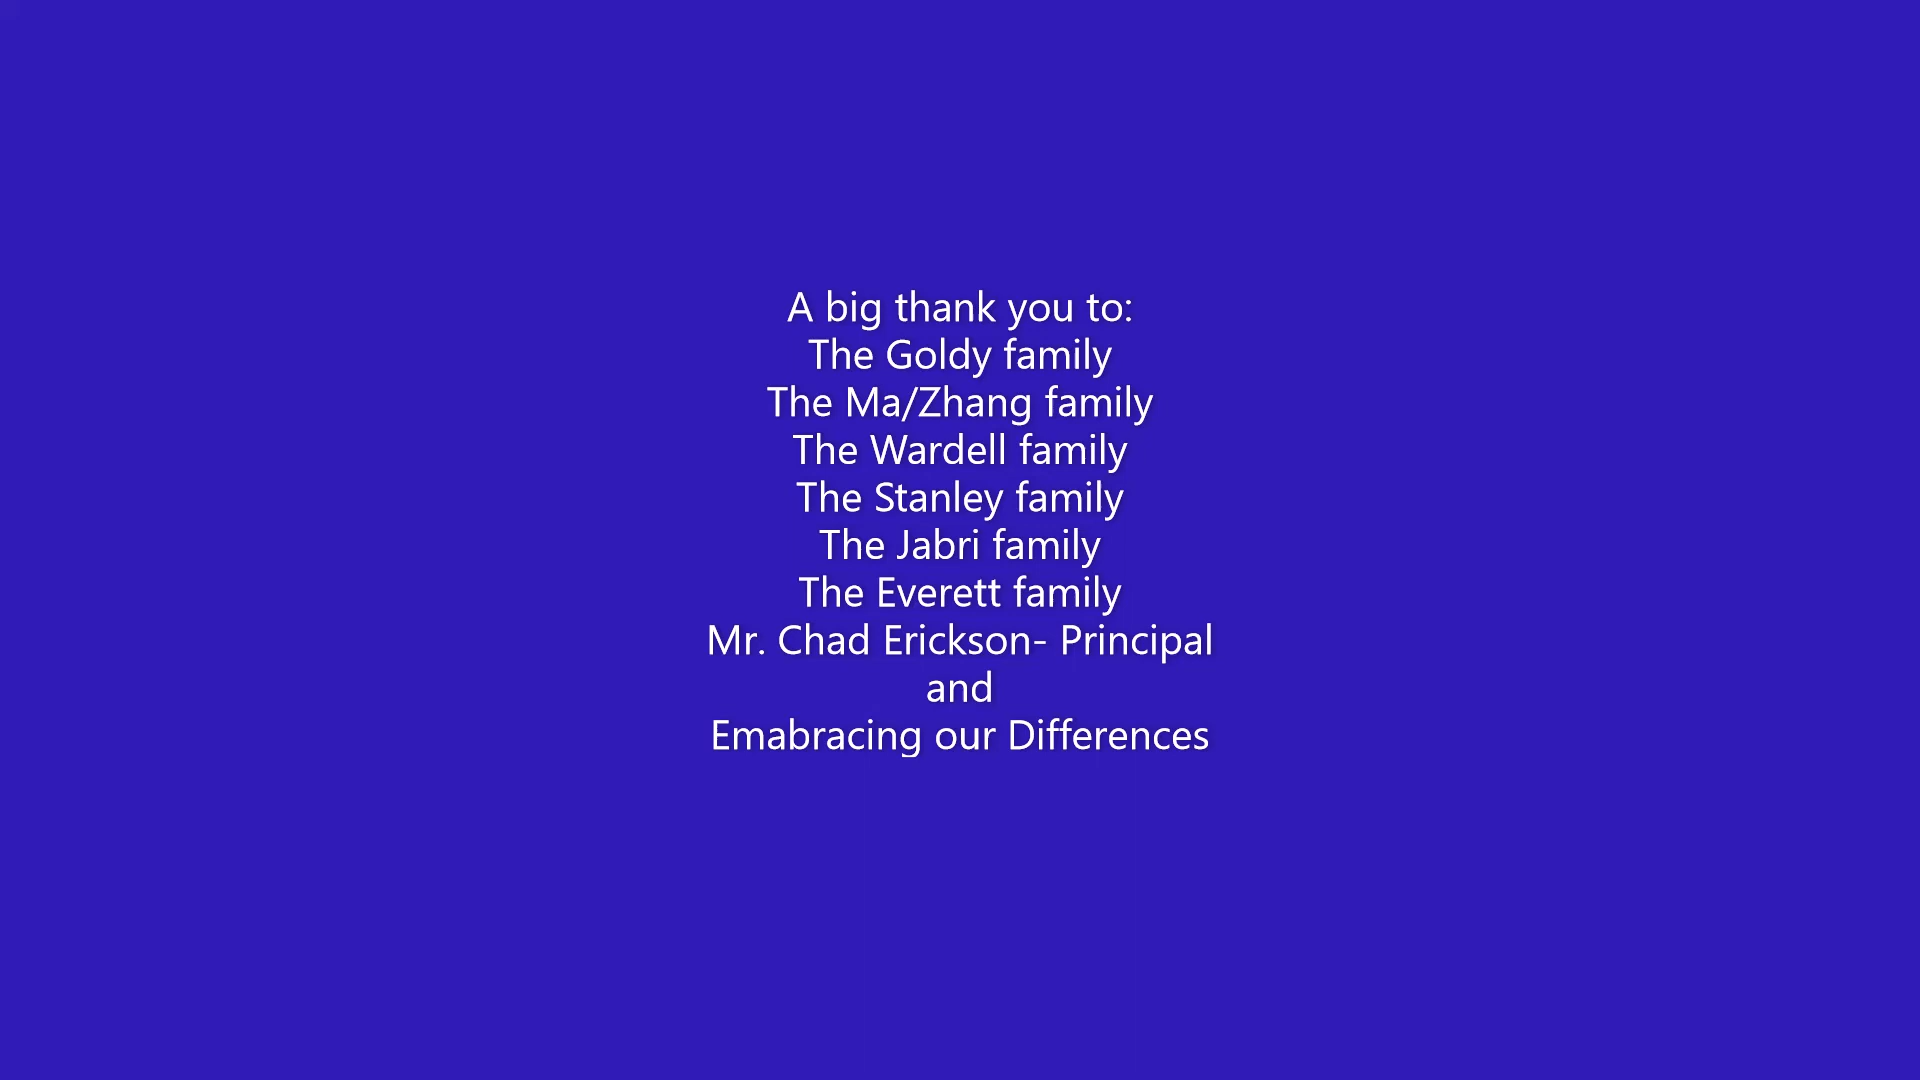 A big thank you to:
The Goldy family
The Ma/Zhang family
The Wardell family
The Stanley family
The Jabri family
The Everett family
Mr. Chad Erickson- Principal
and
Emabracing our Differences